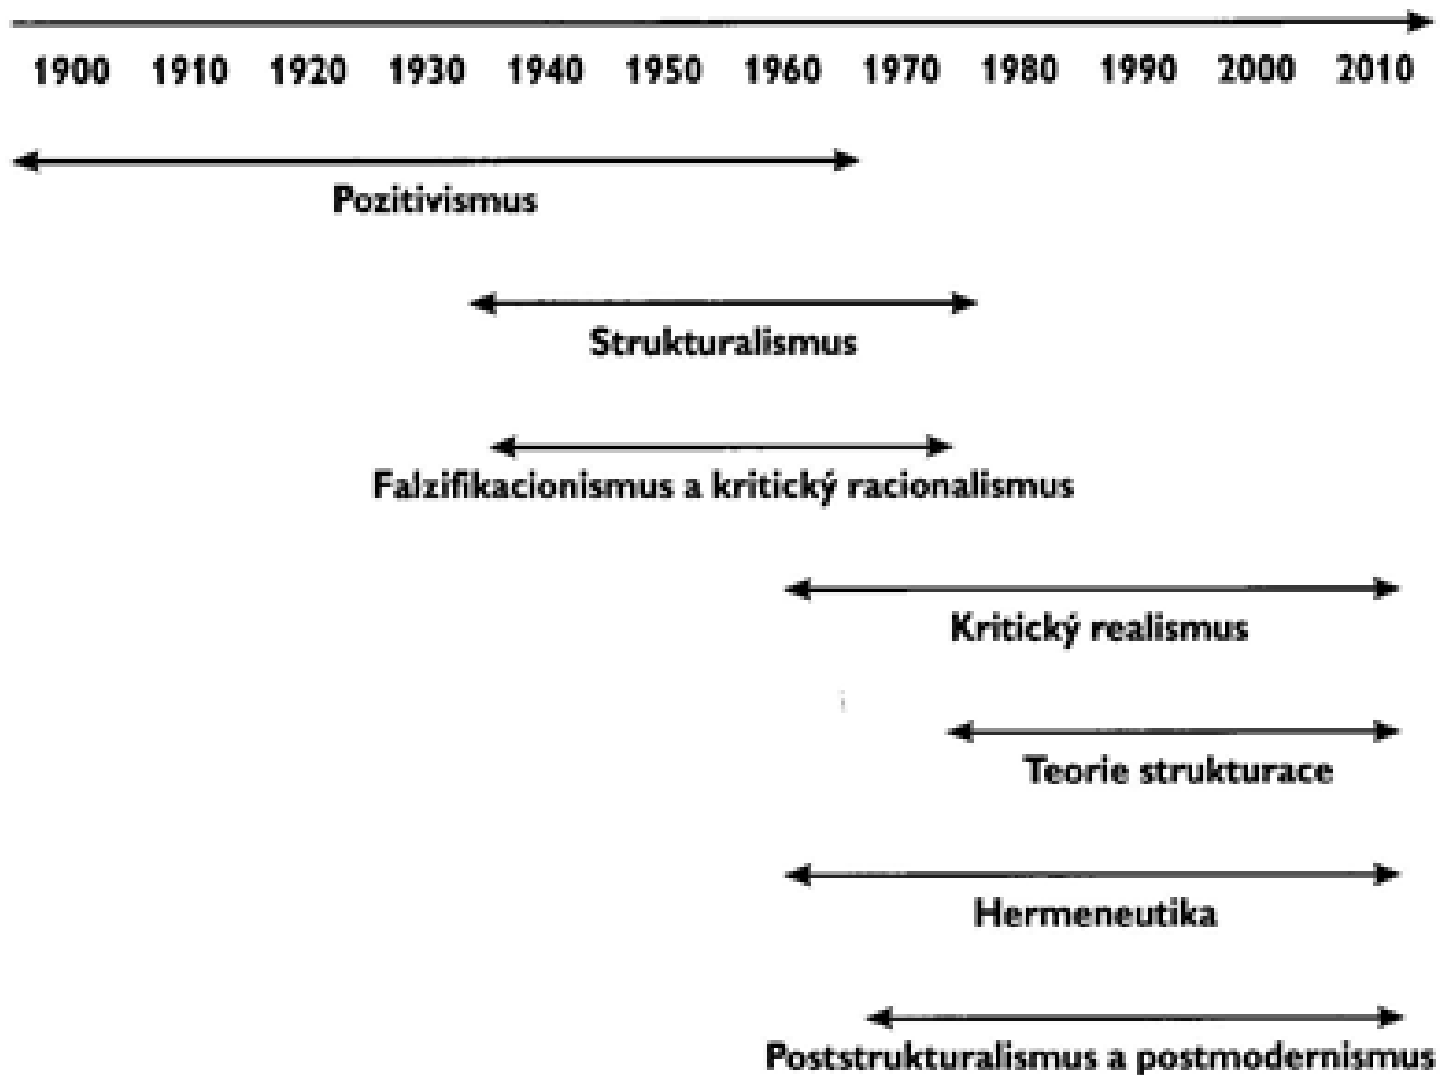 1900 1910 1920 1930 1940 1950 1960 1970 1980 1990 2000 2010
Pozitivismus
Strukturalismus
Falzifikacionismus a kritický racionalismus
Kritický realismus
Teorie strukturace
Hermeneutika
Poststrukturalismus a postmodernismus